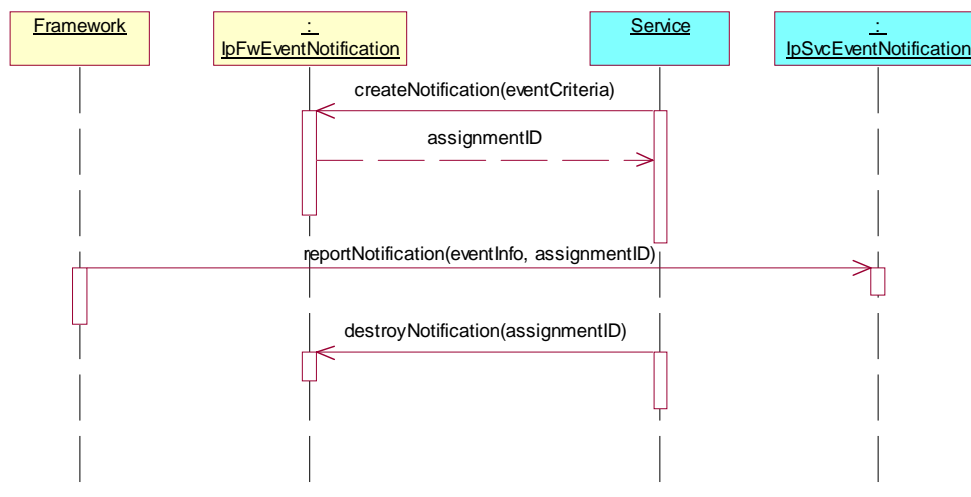 Framework
:
IpFwEventNotification
Service
:
IpSvcEventNotification
createNotification(eventCriteria)
assignmentID
reportNotification(eventInfo, assignmentID)
destroyNotification(assignmentID)